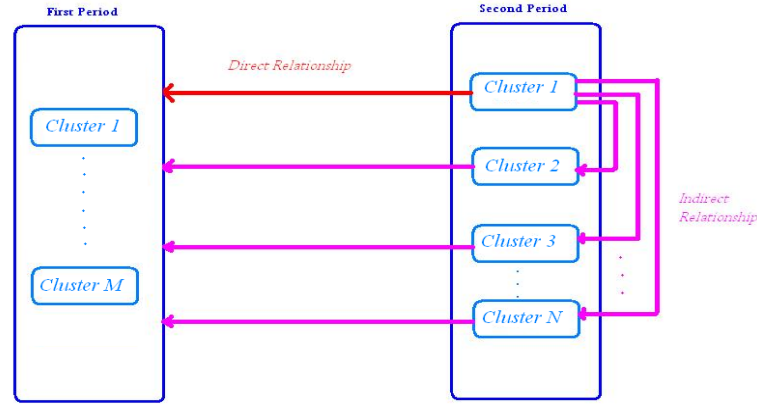 First Period
Second Period
Direct Relationship
Cluster 1
Cluster 1
Cluster 2
Indirect
Relationship
Cluster 3
Cluster M
Cluster N